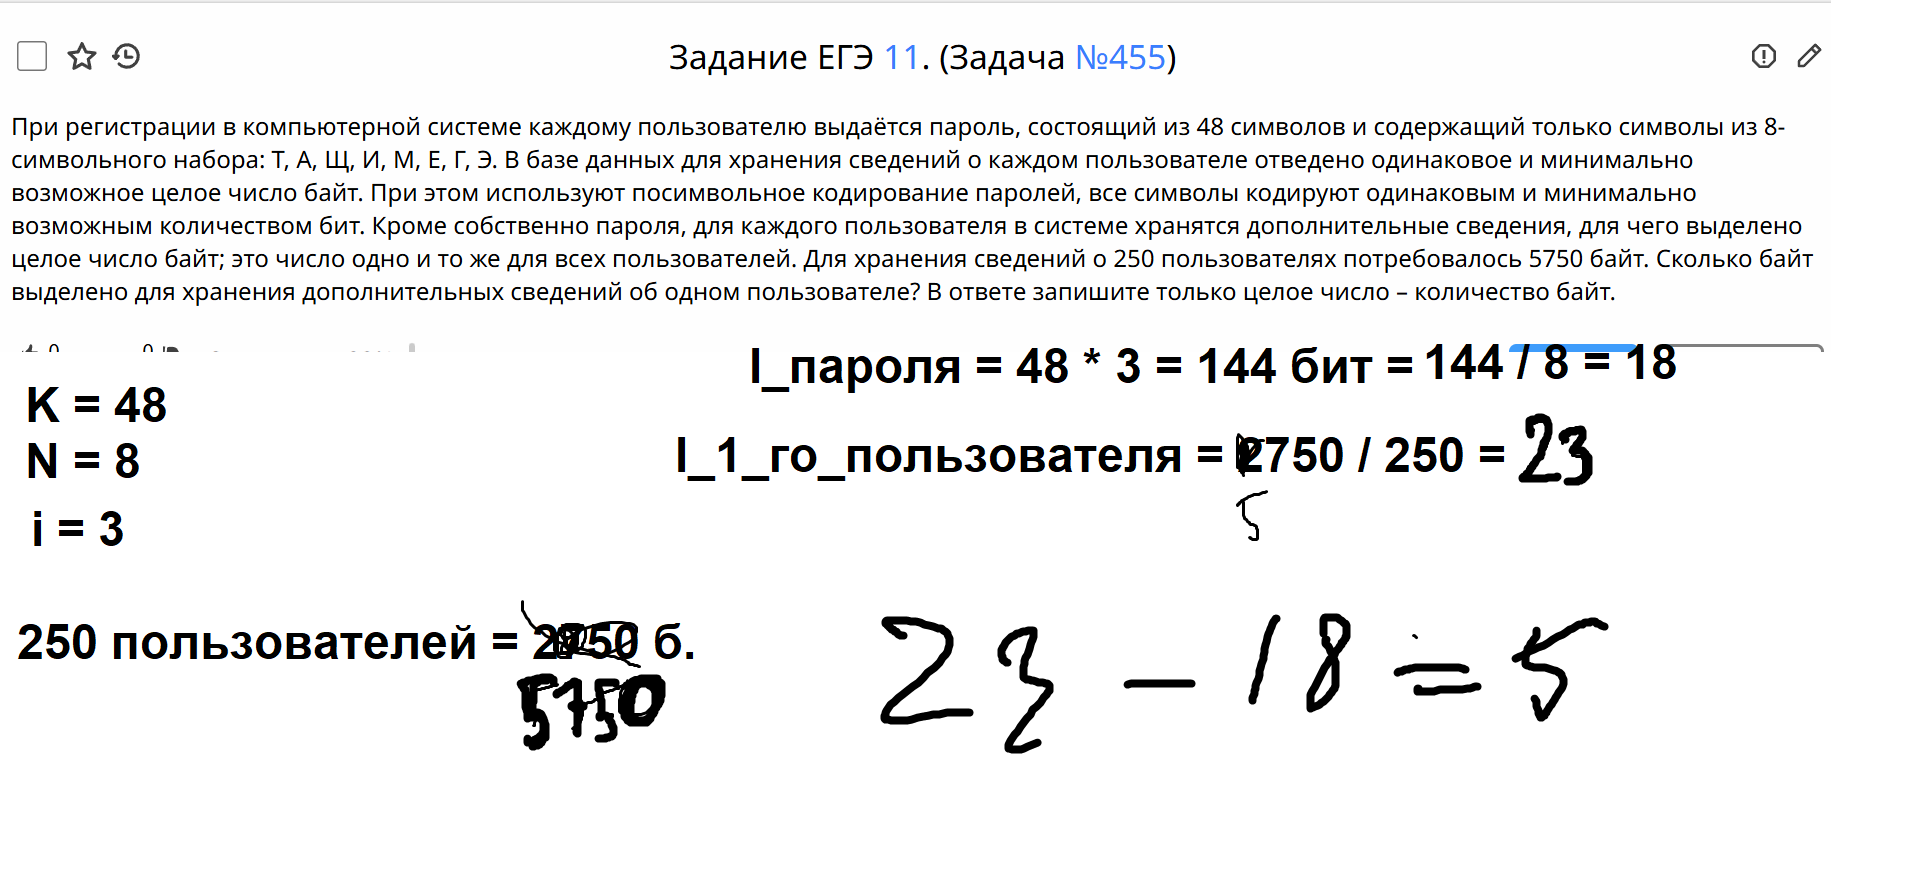 Задание ЕГЭ 11. (Задача №455)
При регистрации в компьютерной системе каждому пользователю выдаётся пароль, состоящий из 48 символов и содержащий только символы из 8-
символьного набора: Т, А, Щ, И, М, Е, Г, Э. В базе данных для хранения сведений о каждом пользователе отведено одинаковое и минимально
возможное целое число байт. При этом используют посимвольное кодирование паролей, все символы кодируют одинаковым и минимально
возможным количеством бит. Кроме собственно пароля, для каждого пользователя в системе хранятся дополнительные сведения, для чего выделено
целое число байт; это число одно и то же для всех пользователей. Для хранения сведений о 250 пользователях потребовалось 5750 байт. Сколько байт
выделено для хранения дополнительных сведений об одном пользователе? В ответе запишите только целое число – количество байт.
I_пароля = 48 * 3 = 144 бит = 144 / 8 = 18
K = 48
N = 8
I_1_го_пользователя = 2750 / 250 = 23
5
i = 3
250 пользователей = б.
5750
23 - 18 = 5